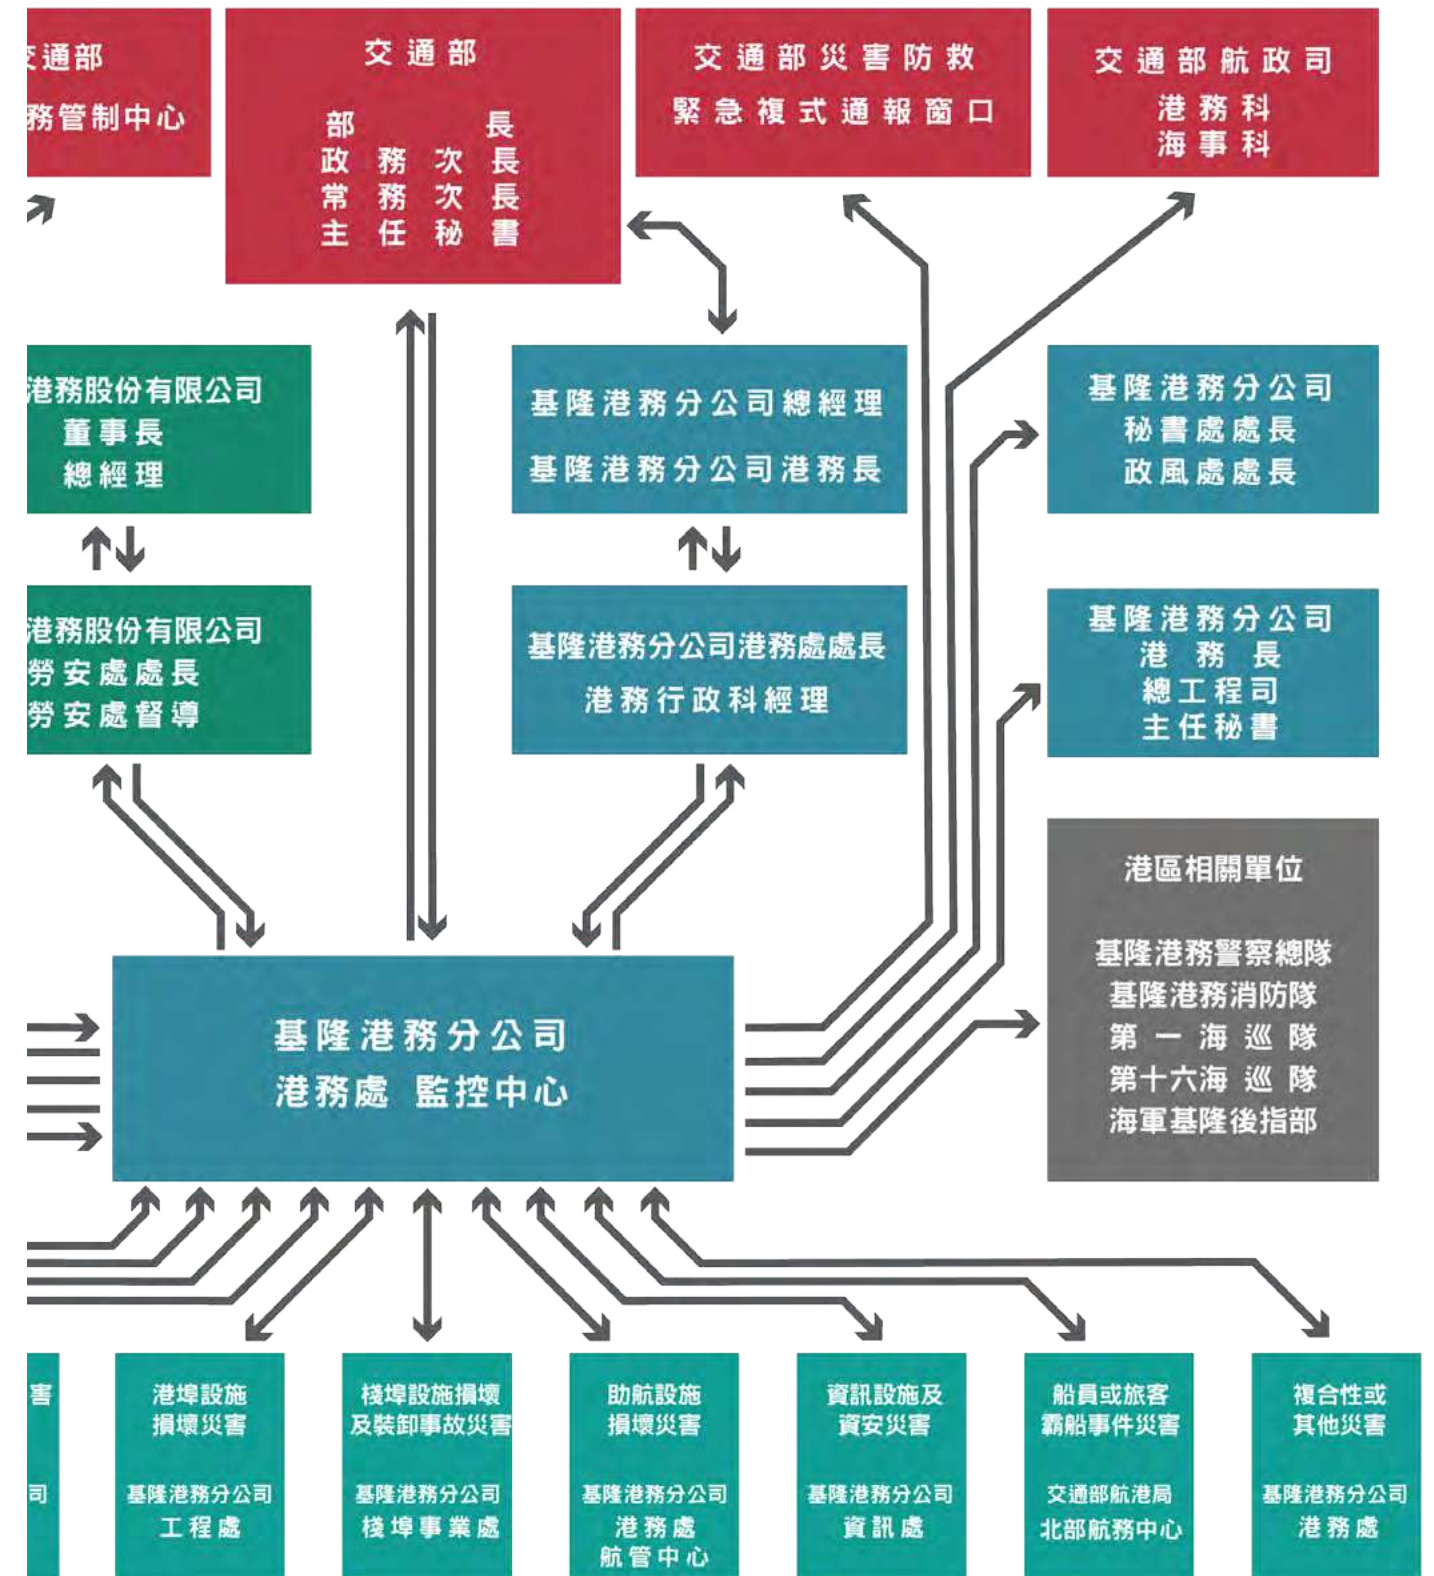 交通部
務管制中心
交通部
部長
政務次長
常務次長
主任秘書
交通部災害防救
緊急複式通報窗口
交通部航政司
港務科
海事科
港務股份有限公司
董事長
總經理
基隆港務分公司總經理
基隆港務分公司港務長
基隆港務分公司
秘書處處長
政風處處長
港務股份有限公司
勞安處處長
勞安處督導
基隆港務分公司港務處處長
港務行政科經理
基隆港務分公司
港務長
總工程司
主任秘書
港區相關單位
基隆港務警察總隊
基隆港務消防隊
第一海巡隊
第十六海巡隊
海軍基隆後指部
基隆港務分公司
港務處 監控中心
害
司
港埠設施
損壞災害
基隆港務分公司
工程處
棧埠設施損壞
及裝卸事故災害
基隆港務分公司
棧埠事業處
助航設施
損壞災害
基隆港務分公司
港務處
航管中心
資訊設施及
資安災害
基隆港務分公司
資訊處
船員或旅客
霸船事件災害
交通部航港局
北部航務中心
複合性或
其他災害
基隆港務分公司
港務處